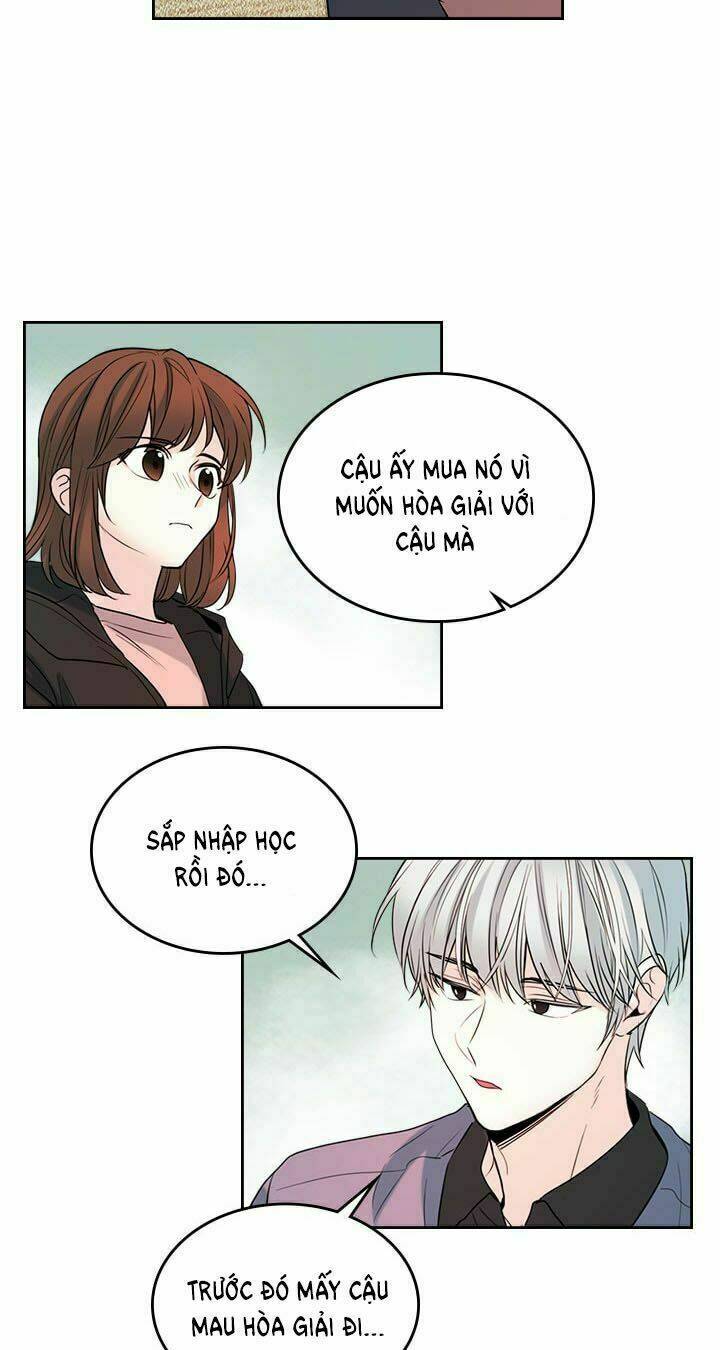 CẬU ẤY MUA NÓ VÌ
MUỐN HÒA GIẢI VỚI
CẬU MÀ
SẮP NHẬP HỌC
RỒI ĐÓ...
TRƯỚC ĐÓ MẤY CẬU
MAU HÒA GIẢI ĐI...